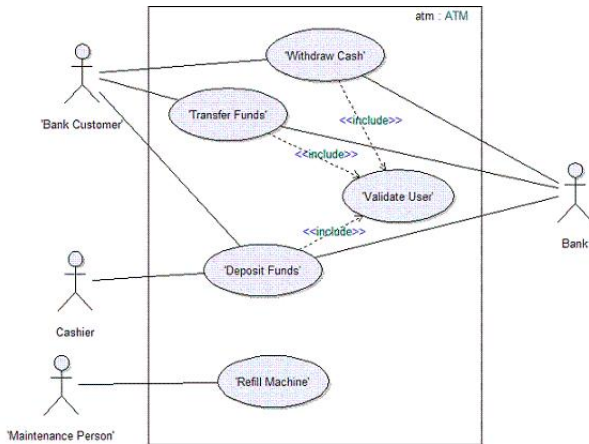 atm : ATM
'Withdraw Cash'
'Bank Customer'
'Transfer Funds'
<<include>>
<<include>>
'Validate User'
<<include>>
Bank
'Deposit Funds'
Cashier
'Refill Machine'
'Maintenance Person'